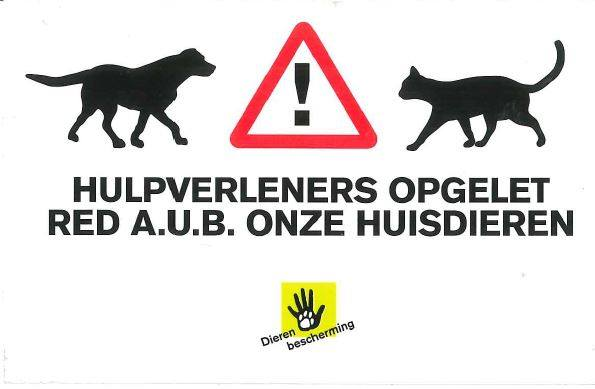 !
HULPVERLENERS OPGELET
RED A.U.B. ONZE HUISDIEREN
Dieren
bescherming